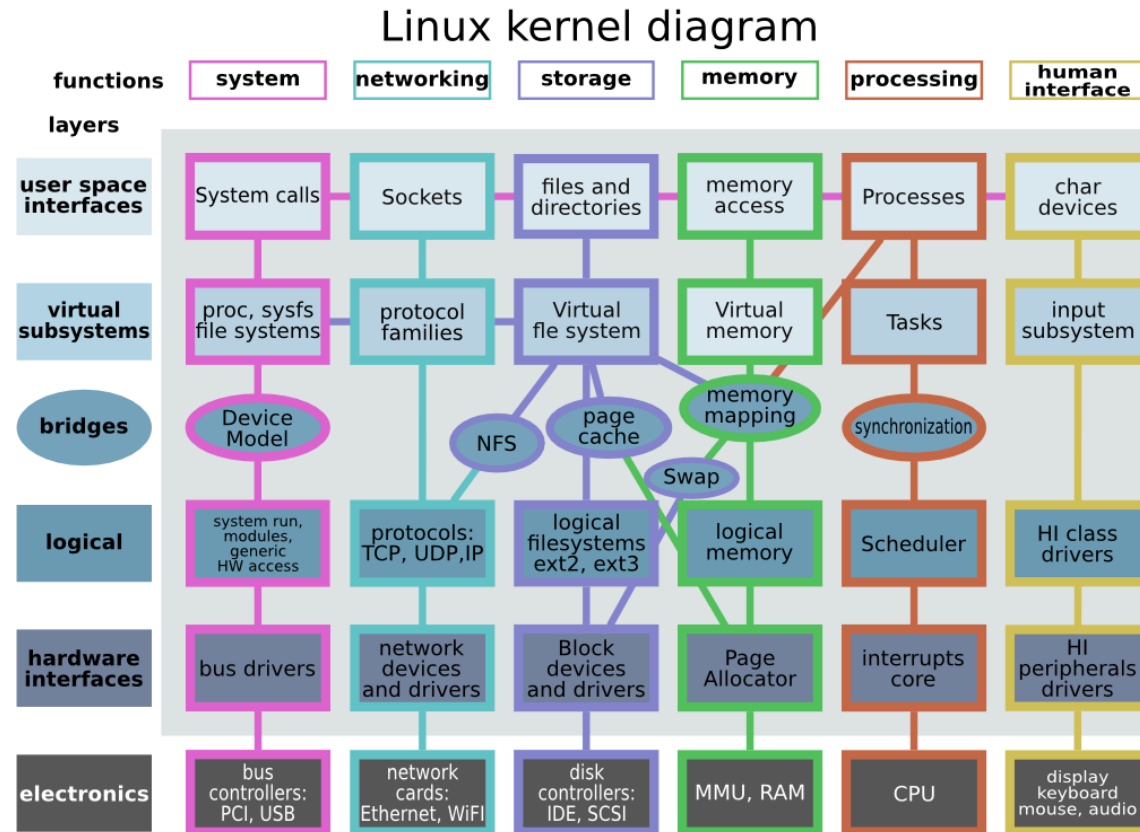 Linux kernel diagram
functions
system
networking
storage
memory
processing
human
interface
layers
user space
interfaces
System calls
Sockets
files and
directories
memory
access
Processes
char
devices
virtual
subsystems
proc, sysfs
file systems
protocol
families
Virtual
fle system
Virtual
memory
Tasks
input
subsystem
bridges
Device
Model
NFS
page
cache
memory
mapping
Swap
synchronization
logical
system run,
modules,
generic
HW access
protocols:
TCP, UDP,IP
logical
filesystems
ext2, ext3
logical
memory
Scheduler
HI class
drivers
hardware
interfaces
bus drivers
network
devices
and drivers
Block
devices
and drivers
Page
Allocator
interrupts
core
HI
peripherals
drivers
electronics
bus
controllers:
PCI, USB
network
cards:
Ethernet, WiFI
disk
controllers:
IDE, SCSI
MMU, RAM
CPU
display
keyboard
mouse, audio